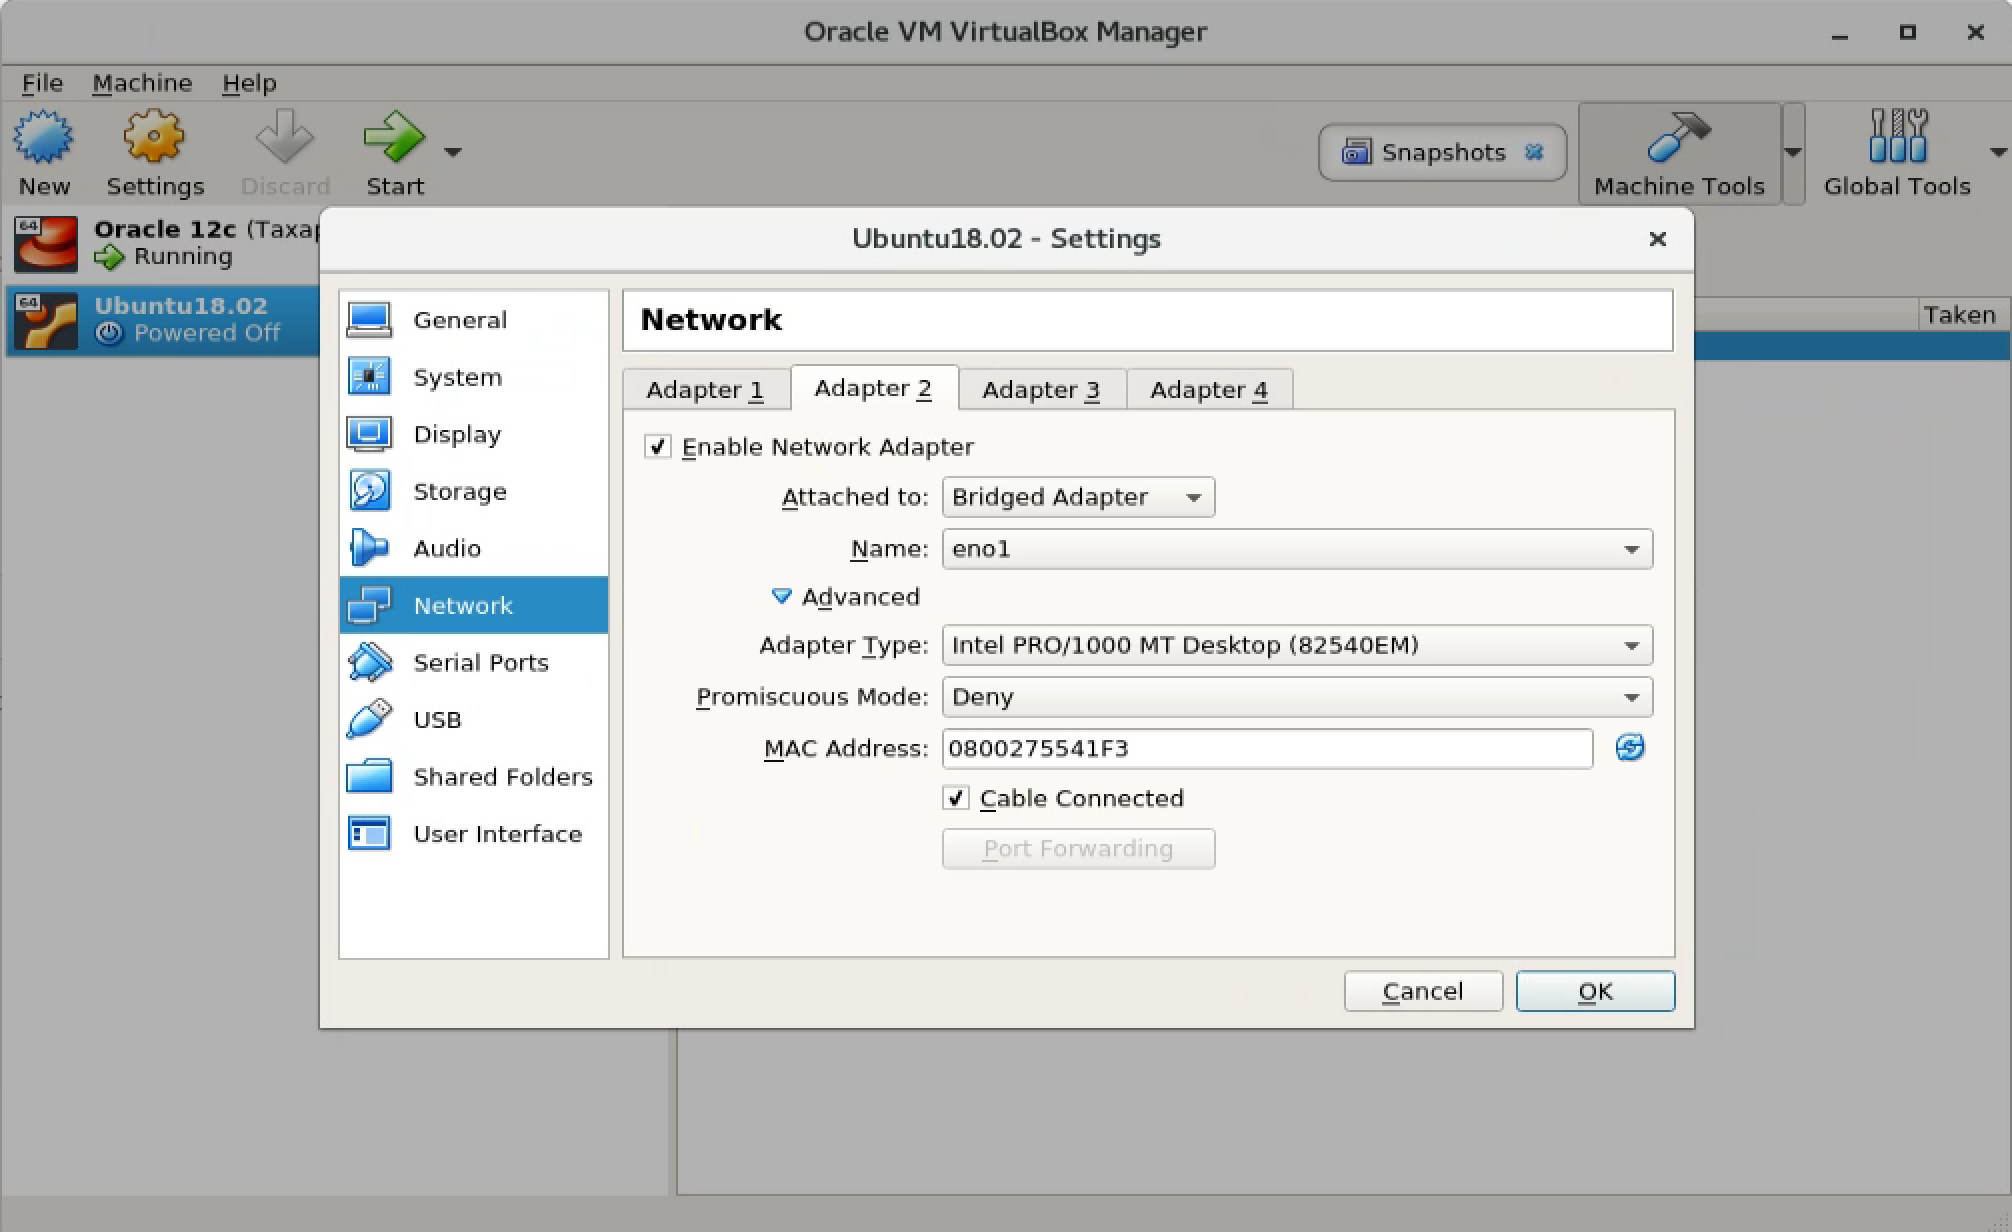 Oracle VM VirtualBox Manager
File Machine Help
New Settings Discard Start Snapshots Machine Tools Global Tools
64 Oracle 12c (Taxap
Running
64 Ubuntu18.02
Powered Off
Taken
Ubuntu18.02 - Settings
General
System
Display
Storage
Audio
Network
Serial Ports
USB
Shared Folders
User Interface
Network
Adapter 1 Adapter 2 Adapter 3 Adapter 4
Enable Network Adapter
Attached to: Bridged Adapter
Name: eno1
Advanced
Adapter Type: Intel PRO/1000 MT Desktop (82540EM)
Promiscuous Mode: Deny
MAC Address: 0800275541F3
Cable Connected
Port Forwarding
Cancel OK